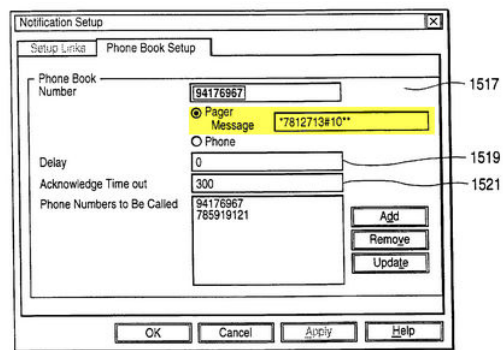 Notification Setup
Setup Links Phone Book Setup
Phone Book
Number 94176967 1517
Pager
Message *7812713#10**
Phone
Delay 0 1519
Acknowledge Time out 300 1521
Phone Numbers to Be Called 94176967
785919121
Add
Remove
Update
OK Cancel Apply Help